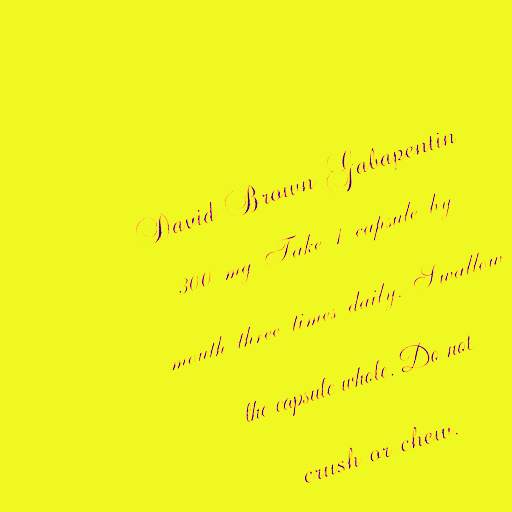 David Brown Gabapentin
300 mg Take 1 capsule by
mouth three times daily. Swallow
the capsule whole. Do not
crush or chew.